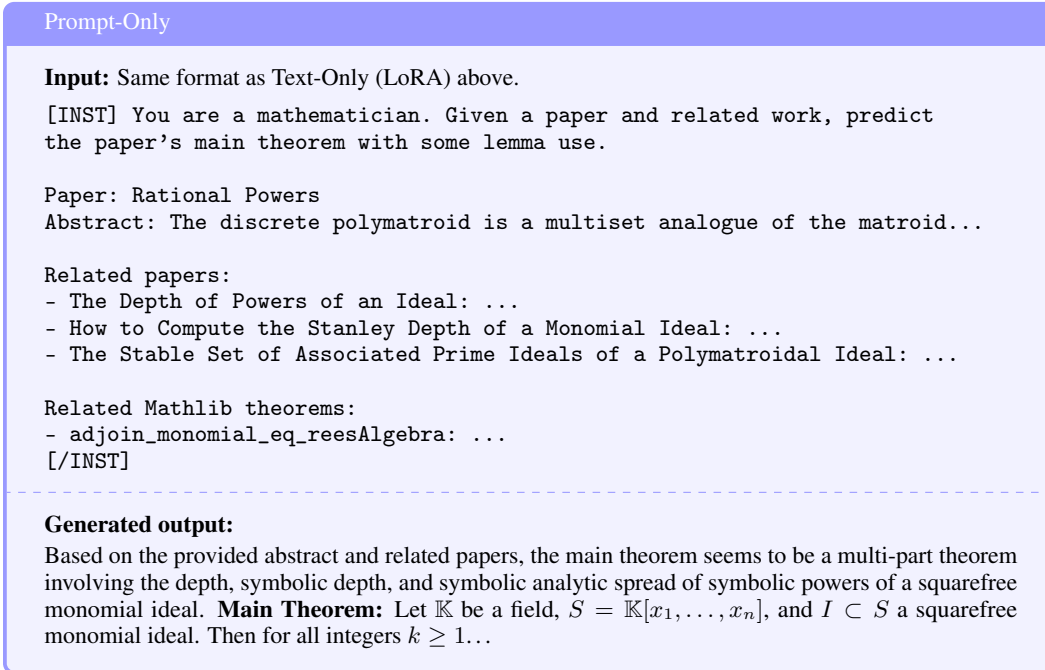 Prompt-Only
Input: Same format as Text-Only (LoRA) above.
[INST] You are a mathematician. Given a paper and related work, predict
the paper's main theorem with some lemma use.
Paper: Rational Powers
Abstract: The discrete polymatroid is a multiset analogue of the matroid...
Related papers:
- The Depth of Powers of an Ideal: ...
- How to Compute the Stanley Depth of a Monomial Ideal: ...
- The Stable Set of Associated Prime Ideals of a Polymatroidal Ideal: ...
Related Mathlib theorems:
- adjoin_monomial_eq_reesAlgebra: ...
[/INST]
Generated output:
Based on the provided abstract and related papers, the main theorem seems to be a multi-part theorem
involving the depth, symbolic depth, and symbolic analytic spread of symbolic powers of a squarefree
monomial ideal. Main Theorem: Let 𝕂 be a field, S = 𝕂[x₁, . . . , xₙ], and I ⊂ S a squarefree
monomial ideal. Then for all integers k ≥ 1. . .